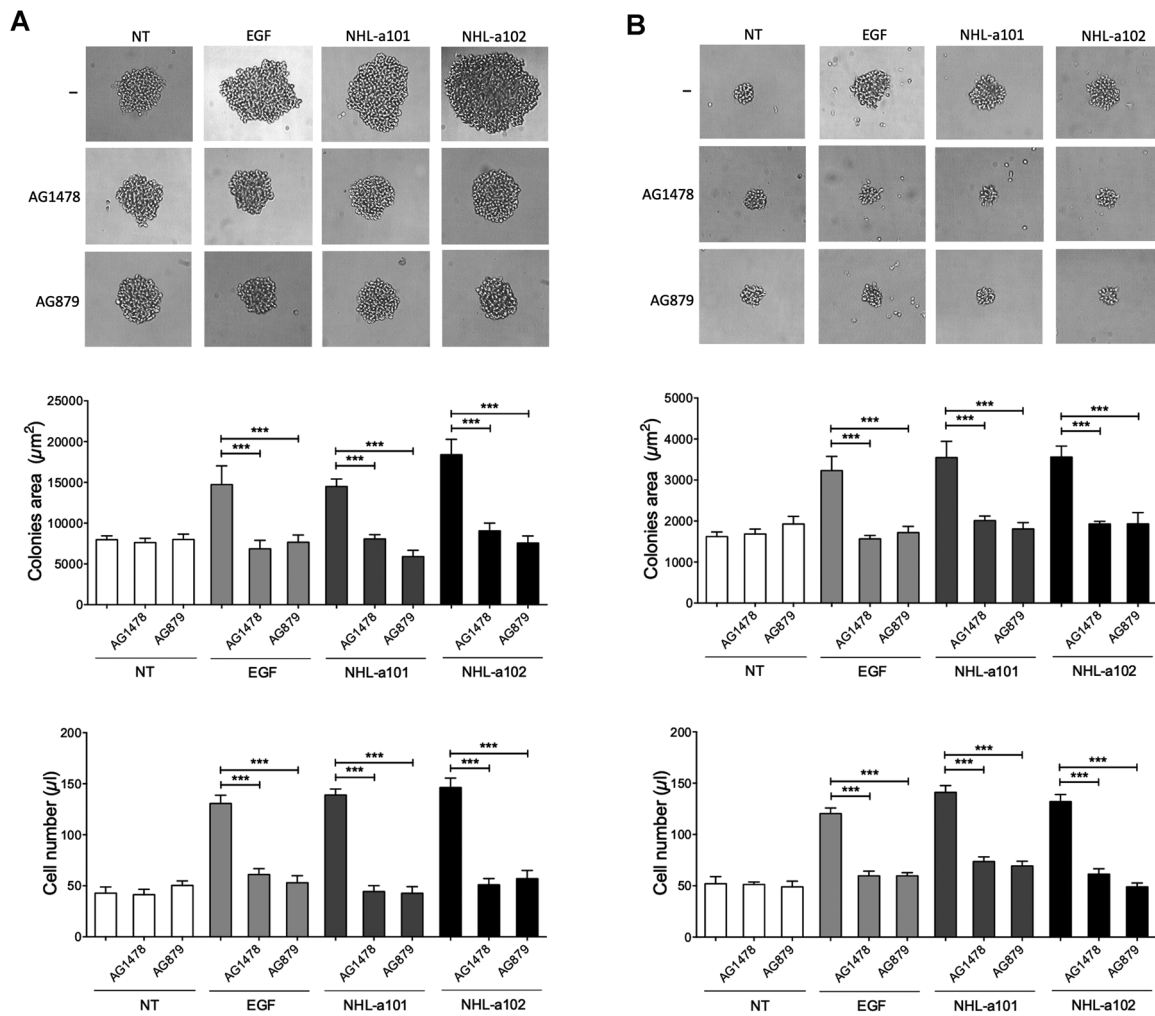 A
NT EGF NHL-a101 NHL-a102
–
AG1478
AG879
Colonies area (µm²)
25000
20000
15000
10000
5000
0
*** *** *** *** *** ***
AG1478 AG879 AG1478 AG879 AG1478 AG879 AG1478 AG879
NT EGF NHL-a101 NHL-a102
Cell number (µl)
200
150
100
50
0
*** *** *** *** *** ***
AG1478 AG879 AG1478 AG879 AG1478 AG879 AG1478 AG879
NT EGF NHL-a101 NHL-a102
B
NT EGF NHL-a101 NHL-a102
–
AG1478
AG879
Colonies area (µm²)
5000
4000
3000
2000
1000
0
*** *** *** *** *** ***
AG1478 AG879 AG1478 AG879 AG1478 AG879 AG1478 AG879
NT EGF NHL-a101 NHL-a102
Cell number (µl)
200
150
100
50
0
*** *** *** *** *** ***
AG1478 AG879 AG1478 AG879 AG1478 AG879 AG1478 AG879
NT EGF NHL-a101 NHL-a102